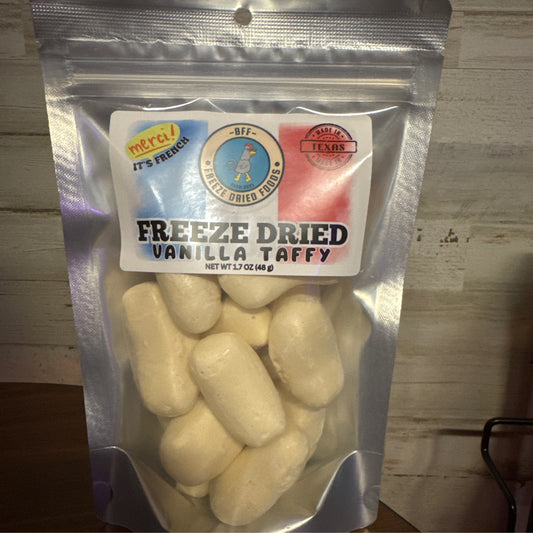 merci!
IT'S FRENCH
-BFF-
• FREEZE DRIED FOODS •
MADE IN
TEXAS
FREEZE DRIED
VANILLA TAFFY
NET WT 1.7 OZ (48 g)